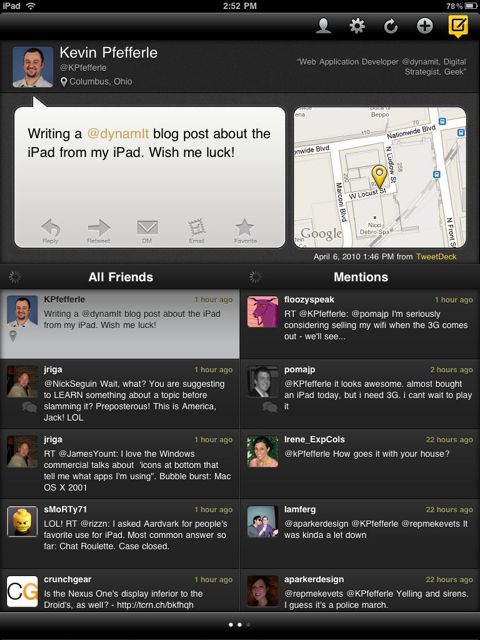 iPad
2:52 PM
78%
Kevin Pfefferle
@KPfefferle
Columbus, Ohio
"Web Application Developer @dynamit, Digital
Strategist, Geek"
Writing a @dynamIt blog post about the
iPad from my iPad. Wish me luck!
Reply
Retweet
DM
Email
Favorite
Beppo
Nationwide Blvd
onwide Blvd
N Ludlow St
W Locust St
Marconi Blvd
N Front S
290
258
Nicci
Debro Spa
Google
April 6, 2010 1:46 PM from TweetDeck
All Friends
KPfefferle
1 hour ago
Writing a @dynamIt blog post about the iPad
from my iPad. Wish me luck!
jriga
1 hour ago
@NickSeguin Wait, what? You are suggesting
to LEARN something about a topic before
slamming it? Preposterous! This is America,
Jack! LOL
jriga
1 hour ago
RT @JamesYount: I love the Windows
commercial talks about 'icons at bottom that
tell me what apps I'm using". Bubble burst: Mac
OS X 2001
sMoRTy71
1 hour ago
LOL! RT @rizzn: I asked Aardvark for people's
favorite use for iPad. Most common answer so
far: Chat Roulette. Case closed.
CG
crunchgear
1 hour ago
Is the Nexus One's display inferior to the
Droid's, as well? - http://tcrn.ch/bkfhqh
Mentions
floozyspeak
1 hour ago
RT @KPfefferle: @pomajp I'm seriously
considering selling my wifi when the 3G comes
out - we'll see...
pomajp
2 hours ago
@KPfefferle it looks awesome. almost bought
an iPad today, but i need 3G. i cant wait to play
it
Irene_ExpCols
22 hours ago
@kPfefferle How goes it with your house?
lamferg
22 hours ago
@aparkerdesign @KPfefferle @repmekevets It
was kinda a let down
aparkerdesign
22 hours ago
@repmekevets @KPfefferle Yelling and sirens.
I guess it's a police march.